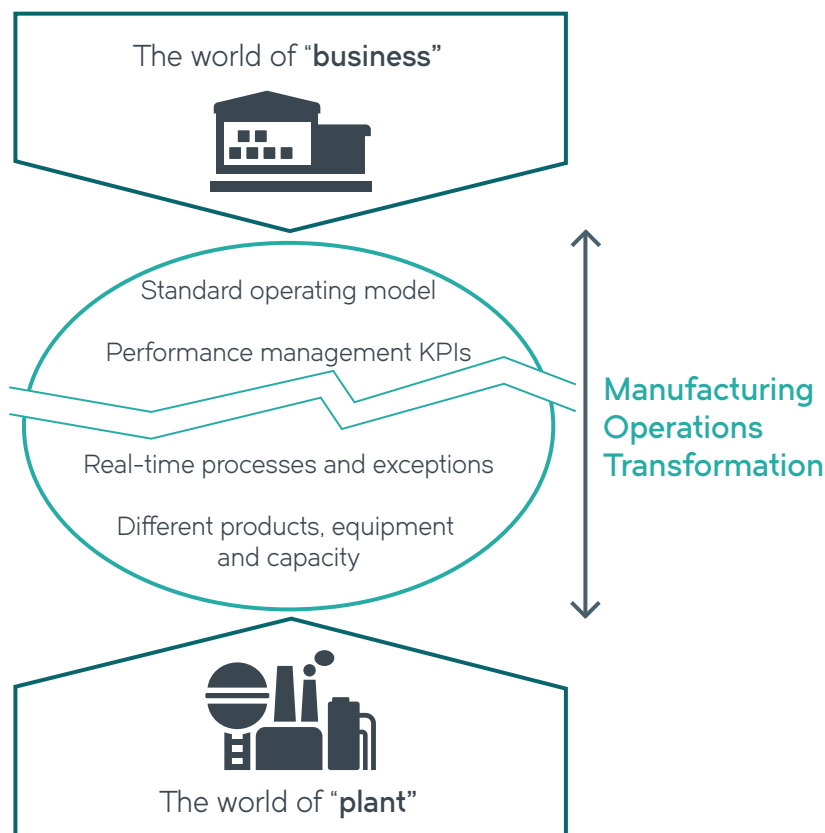 The world of “business”
Standard operating model
Performance management KPIs
Manufacturing
Operations
Transformation
Real-time processes and exceptions
Different products, equipment
and capacity
The world of “plant”